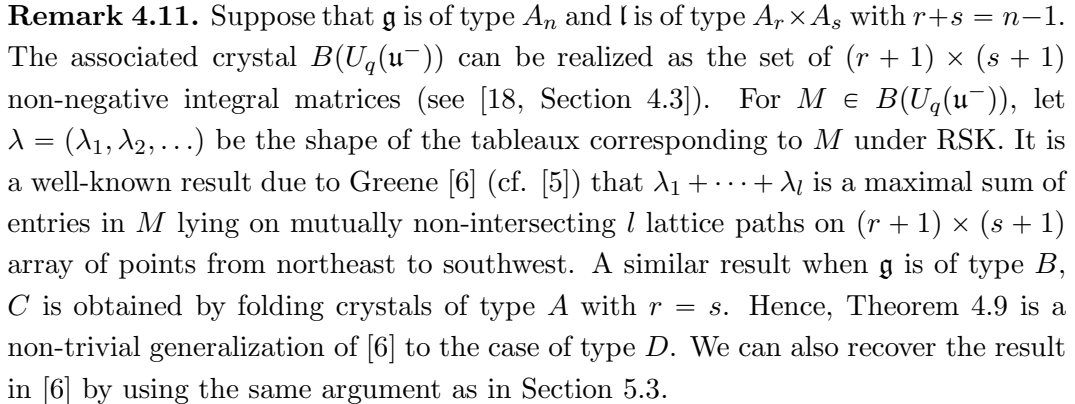 Remark 4.11. Suppose that 𝔤 is of type Aₙ and 𝔩 is of type Aᵣ×Aₛ with r+s = n−1.
The associated crystal B(U_q(𝔲⁻)) can be realized as the set of (r + 1) × (s + 1)
non-negative integral matrices (see [18, Section 4.3]). For M ∈ B(U_q(𝔲⁻)), let
λ = (λ₁, λ₂, …) be the shape of the tableaux corresponding to M under RSK. It is
a well-known result due to Greene [6] (cf. [5]) that λ₁ + ⋯ + λ_l is a maximal sum of
entries in M lying on mutually non-intersecting l lattice paths on (r + 1) × (s + 1)
array of points from northeast to southwest. A similar result when 𝔤 is of type B,
C is obtained by folding crystals of type A with r = s. Hence, Theorem 4.9 is a
non-trivial generalization of [6] to the case of type D. We can also recover the result
in [6] by using the same argument as in Section 5.3.